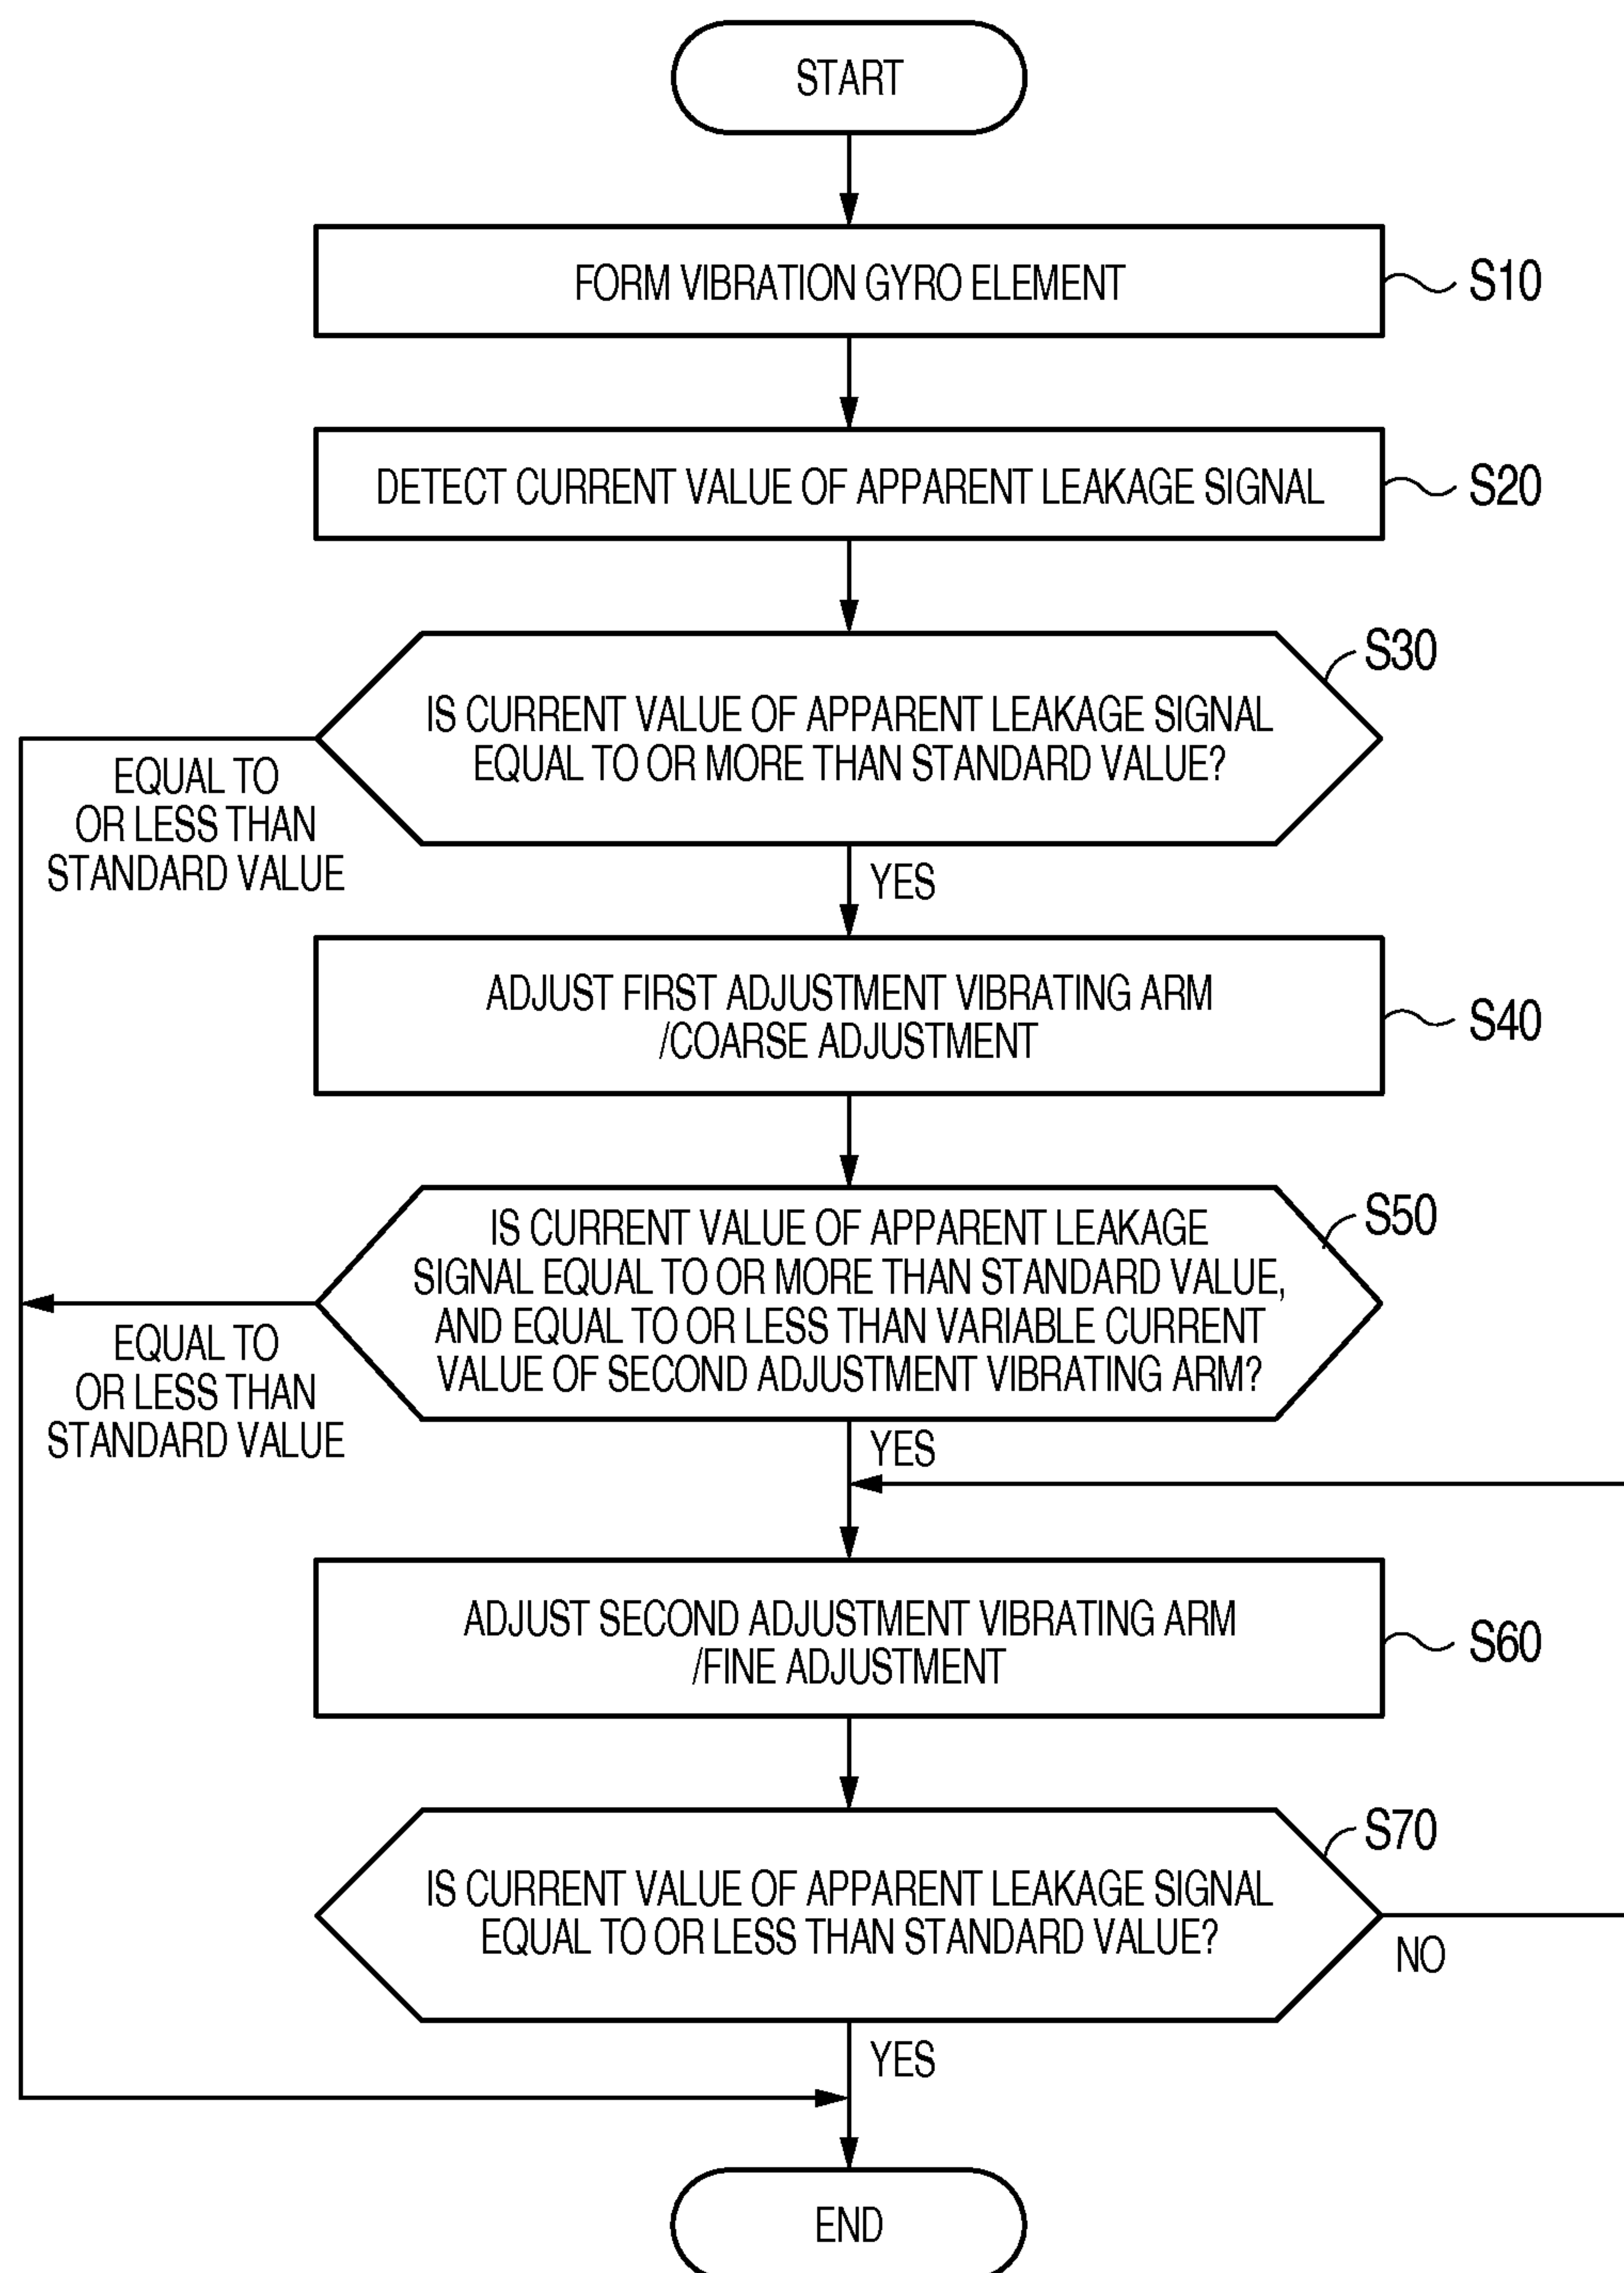 START
FORM VIBRATION GYRO ELEMENT
S10
DETECT CURRENT VALUE OF APPARENT LEAKAGE SIGNAL
S20
S30
IS CURRENT VALUE OF APPARENT LEAKAGE SIGNAL
EQUAL TO OR MORE THAN STANDARD VALUE?
EQUAL TO
OR LESS THAN
STANDARD VALUE
YES
ADJUST FIRST ADJUSTMENT VIBRATING ARM
/COARSE ADJUSTMENT
S40
S50
IS CURRENT VALUE OF APPARENT LEAKAGE
SIGNAL EQUAL TO OR MORE THAN STANDARD VALUE,
AND EQUAL TO OR LESS THAN VARIABLE CURRENT
VALUE OF SECOND ADJUSTMENT VIBRATING ARM?
EQUAL TO
OR LESS THAN
STANDARD VALUE
YES
ADJUST SECOND ADJUSTMENT VIBRATING ARM
/FINE ADJUSTMENT
S60
S70
IS CURRENT VALUE OF APPARENT LEAKAGE SIGNAL
EQUAL TO OR LESS THAN STANDARD VALUE?
NO
YES
END